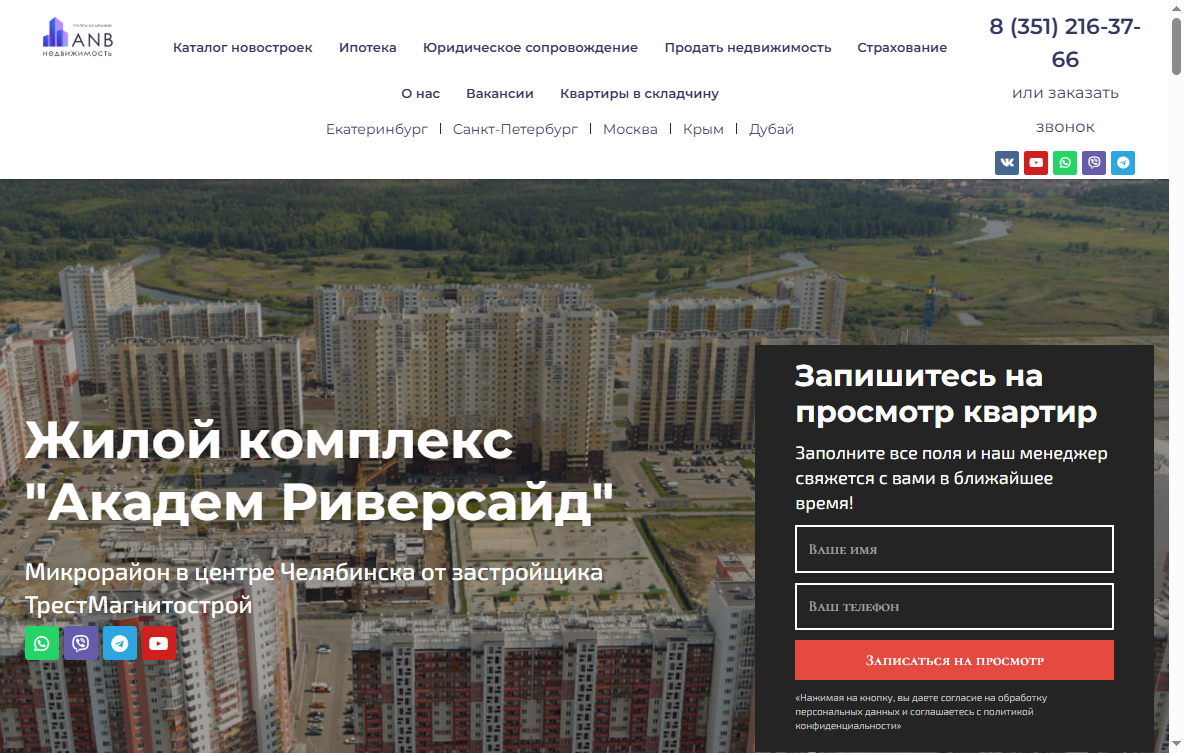 ГРУППА КОМПАНИЙ
ANB
НЕДВИЖИМОСТЬ
Каталог новостроек Ипотека Юридическое сопровождение Продать недвижимость Страхование
О нас Вакансии Квартиры в складчину
Екатеринбург Санкт-Петербург Москва Крым Дубай
8 (351) 216-37-
66
или заказать
звонок
Жилой комплекс
"Академ Риверсайд"
Микрорайон в центре Челябинска от застройщика
ТрестМагнитострой
Запишитесь на
просмотр квартир
Заполните все поля и наш менеджер
свяжется с вами в ближайшее
время!
Ваше имя
Ваш телефон
Записаться на просмотр
«Нажимая на кнопку, вы даете согласие на обработку
персональных данных и соглашаетесь с политикой
конфиденциальности»